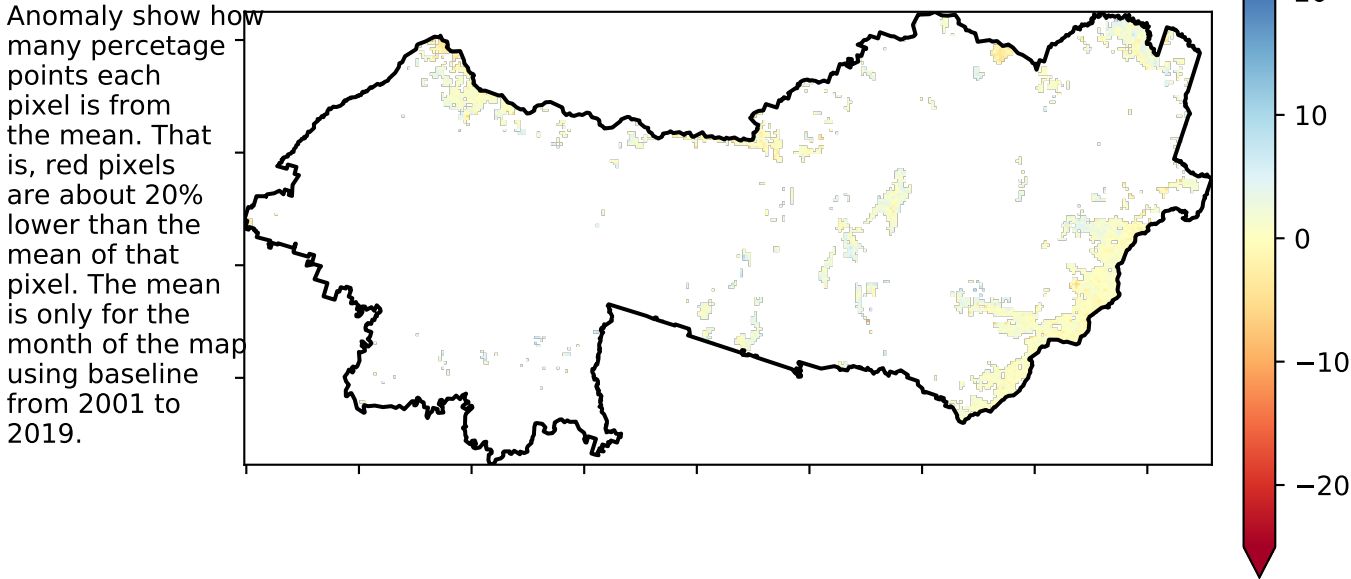 Anomaly show how
many percetage
points each
pixel is from
the mean. That
is, red pixels
are about 20%
lower than the
mean of that
pixel. The mean
is only for the
month of the map
using baseline
from 2001 to
2019.
10
0
−10
−20